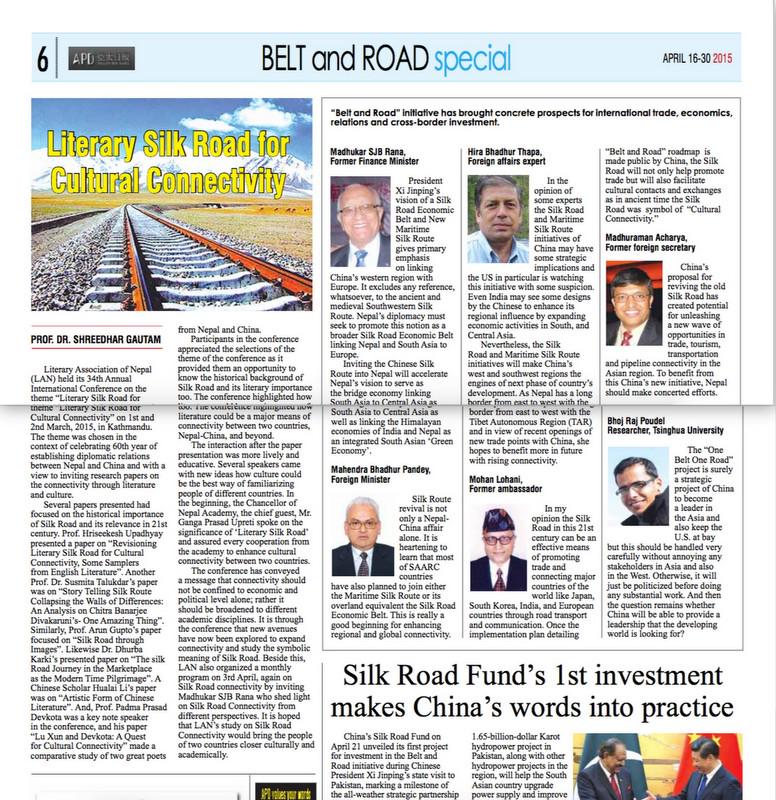 6
APD
BELT and ROAD special
APRIL 16-30 2015
Literary Silk Road for
Cultural Connectivity
PROF. DR. SHREEDHAR GAUTAM
Literary Association of Nepal
(LAN) held its 34th Annual
International Conference on the
theme “Literary Silk Road for
theme “Literary Silk Road for
Cultural Connectivity” on 1st and
2nd March, 2015, in Kathmandu.
The theme was chosen in the
context of celebrating 60th year of
establishing diplomatic relations
between Nepal and China and with a
view to inviting research papers on
the connectivity through literature
and culture.
Several papers presented had
focused on the historical importance
of Silk Road and its relevance in 21st
century. Prof. Hriseekesh Upadhyay
presented a paper on “Revisioning
Literary Silk Road for Cultural
Connectivity, Some Samplers
from English Literature”. Another
Prof. Dr. Susmita Talukdar’s paper
was on “Story Telling Silk Route
Collapsing the Walls of Differences:
An Analysis on Chitra Banarjee
Divakaruni’s- One Amazing Thing”.
Similarly, Prof. Arun Gupto’s paper
focused on “Silk Road through
Images”. Likewise Dr. Dhurba
Karki’s presented paper on “The silk
Road Journey in the Marketplace
as the Modern Time Pilgrimage”. A
Chinese Scholar Hualai Li’s paper
was on “Artistic Form of Chinese
Literature”. And, Prof. Padma Prasad
Devkota was a key note speaker
in the conference, and his paper
“Lu Xun and Devkota: A Quest
for Cultural Connectivity” made a
comparative study of two great poets
from Nepal and China.
Participants in the conference
appreciated the selections of the
theme of the conference as it
provided them an opportunity to
know the historical background of
Silk Road and its literary importance
too. The conference highlighted how
too. The conference highlighted how
literature could be a major means of
connectivity between two countries,
Nepal-China, and beyond.
The interaction after the paper
presentation was more lively and
educative. Several speakers came
with new ideas how culture could
be the best way of familiarizing
people of different countries. In
the beginning, the Chancellor of
Nepal Academy, the chief guest, Mr.
Ganga Prasad Upreti spoke on the
significance of ‘Literary Silk Road’
and assured every cooperation from
the academy to enhance cultural
connectivity between two countries.
The conference has conveyed
a message that connectivity should
not be confined to economic and
political level alone; rather it
should be broadened to different
academic disciplines. It is through
the conference that new avenues
have now been explored to expand
connectivity and study the symbolic
meaning of Silk Road. Beside this,
LAN also organized a monthly
program on 3rd April, again on
Silk Road connectivity by inviting
Madhukar SJB Rana who shed light
on Silk Road Connectivity from
different perspectives. It is hoped
that LAN’s study on Silk Road
Connectivity would bring the people
of two countries closer culturally and
academically.
APD values your words
“Belt and Road” initiative has brought concrete prospects for international trade, economics,
relations and cross-border investment.
Madhukar SJB Rana,
Former Finance Minister
President
Xi Jinping’s
vision of a Silk
Road Economic
Belt and New
Maritime
Silk Route
gives primary
emphasis
on linking
China’s western region with
Europe. It excludes any reference,
whatsoever, to the ancient and
medieval Southwestern Silk
Route. Nepal’s diplomacy must
seek to promote this notion as a
broader Silk Road Economic Belt
linking Nepal and South Asia to
Europe.
Inviting the Chinese Silk
Route into Nepal will accelerate
Nepal’s vision to serve as
the bridge economy linking
South Asia to Central Asia as
South Asia to Central Asia as
well as linking the Himalayan
economies of India and Nepal as
an integrated South Asian ‘Green
Economy’.
Mahendra Bhadhur Pandey,
Foreign Minister
Silk Route
revival is not
only a Nepal-
China affair
alone. It is
heartening to
learn that most
of SAARC
countries
have also planned to join either
the Maritime Silk Route or its
overland equivalent the Silk Road
Economic Belt. This is really a
good beginning for enhancing
regional and global connectivity.
Hira Bhadhur Thapa,
Foreign affairs expert
In the
opinion of
some experts
the Silk Road
and Maritime
Silk Route
initiatives of
China may have
some strategic
implications and
the US in particular is watching
this initiative with some suspicion.
Even India may see some designs
by the Chinese to enhance its
regional influence by expanding
economic activities in South, and
Central Asia.
Nevertheless, the Silk
Road and Maritime Silk Route
initiatives will make China’s
west and southwest regions the
engines of next phase of country’s
development. As Nepal has a long
border from east to west with the
border from east to west with the
Tibet Autonomous Region (TAR)
and in view of recent openings of
new trade points with China, she
hopes to benefit more in future
with rising connectivity.
Mohan Lohani,
Former ambassador
In my
opinion the Silk
Road in this 21st
century can be an
effective means
of promoting
trade and
connecting major
countries of the
world like Japan,
South Korea, India, and European
countries through road transport
and communication. Once the
implementation plan detailing
“Belt and Road” roadmap is
made public by China, the Silk
Road will not only help promote
trade but will also facilitate
cultural contacts and exchanges
as in ancient time the Silk
Road was symbol of “Cultural
Connectivity.”
Madhuraman Acharya,
Former foreign secretary
China’s
proposal for
reviving the old
Silk Road has
created potential
for unleashing
a new wave of
opportunities in
trade, tourism,
transportation
and pipeline connectivity in the
Asian region. To benefit from
this China’s new initiative, Nepal
should make concerted efforts.
Bhoj Raj Poudel
Researcher, Tsinghua University
The “One
Belt One Road”
project is surely
a strategic
project of China
to become
a leader in
the Asia and
also keep the
U.S. at bay
but this should be handled very
carefully without annoying any
stakeholders in Asia and also
in the West. Otherwise, it will
just be politicized before doing
any substantial work. And then
the question remains whether
China will be able to provide a
leadership that the developing
world is looking for?
Silk Road Fund’s 1st investment
makes China’s words into practice
China’s Silk Road Fund on
April 21 unveiled its first project
for investment in the Belt and
Road initiative during Chinese
President Xi Jinping’s state visit to
Pakistan, marking a milestone of
the all-weather strategic partnership
1.65-billion-dollar Karot
hydropower project in
Pakistan, along with other
hydropower projects in the
region, will help the South
Asian country upgrade
power supply and improve